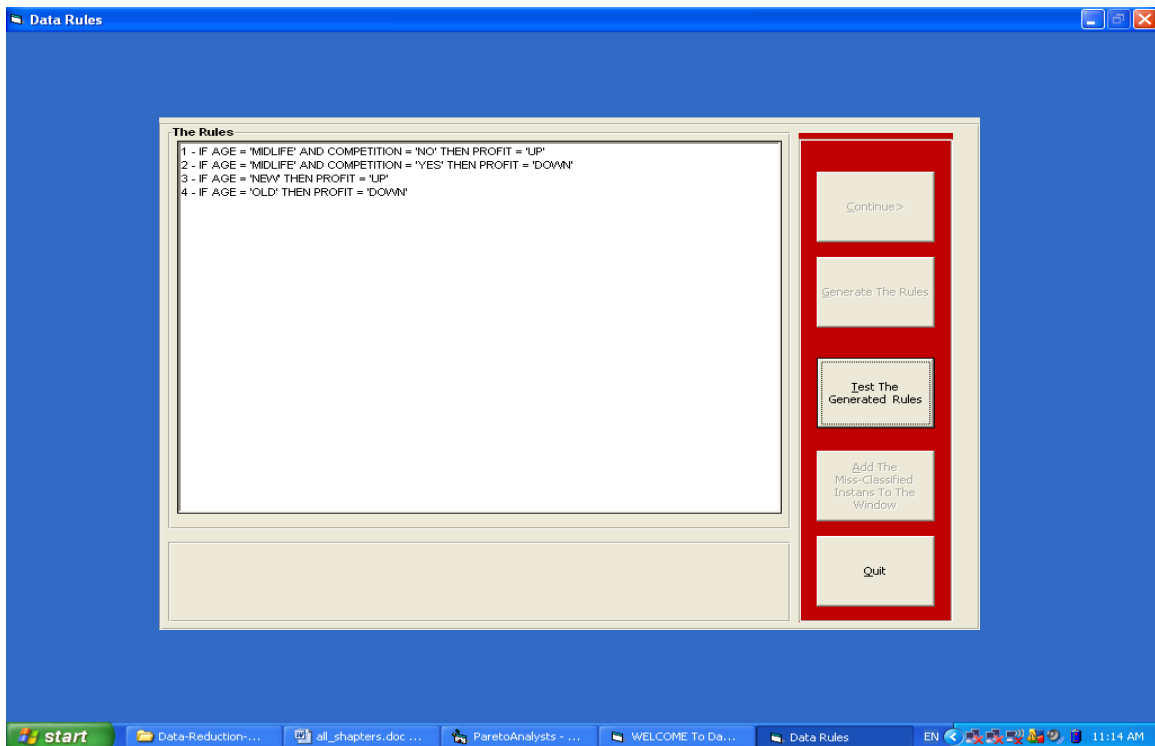 Data Rules
The Rules
1 - IF AGE = 'MIDLIFE' AND COMPETITION = 'NO' THEN PROFIT = 'UP'
2 - IF AGE = 'MIDLIFE' AND COMPETITION = 'YES' THEN PROFIT = 'DOWN'
3 - IF AGE = 'NEW' THEN PROFIT = 'UP'
4 - IF AGE = 'OLD' THEN PROFIT = 'DOWN'
Continue>
Generate The Rules
Test The
Generated Rules
Add The
Miss-Classified
Instans To The
Window
Quit
start
Data-Reduction-...
all_shapters.doc ...
ParetoAnalysts - ...
WELCOME To Da...
Data Rules
EN
11:14 AM